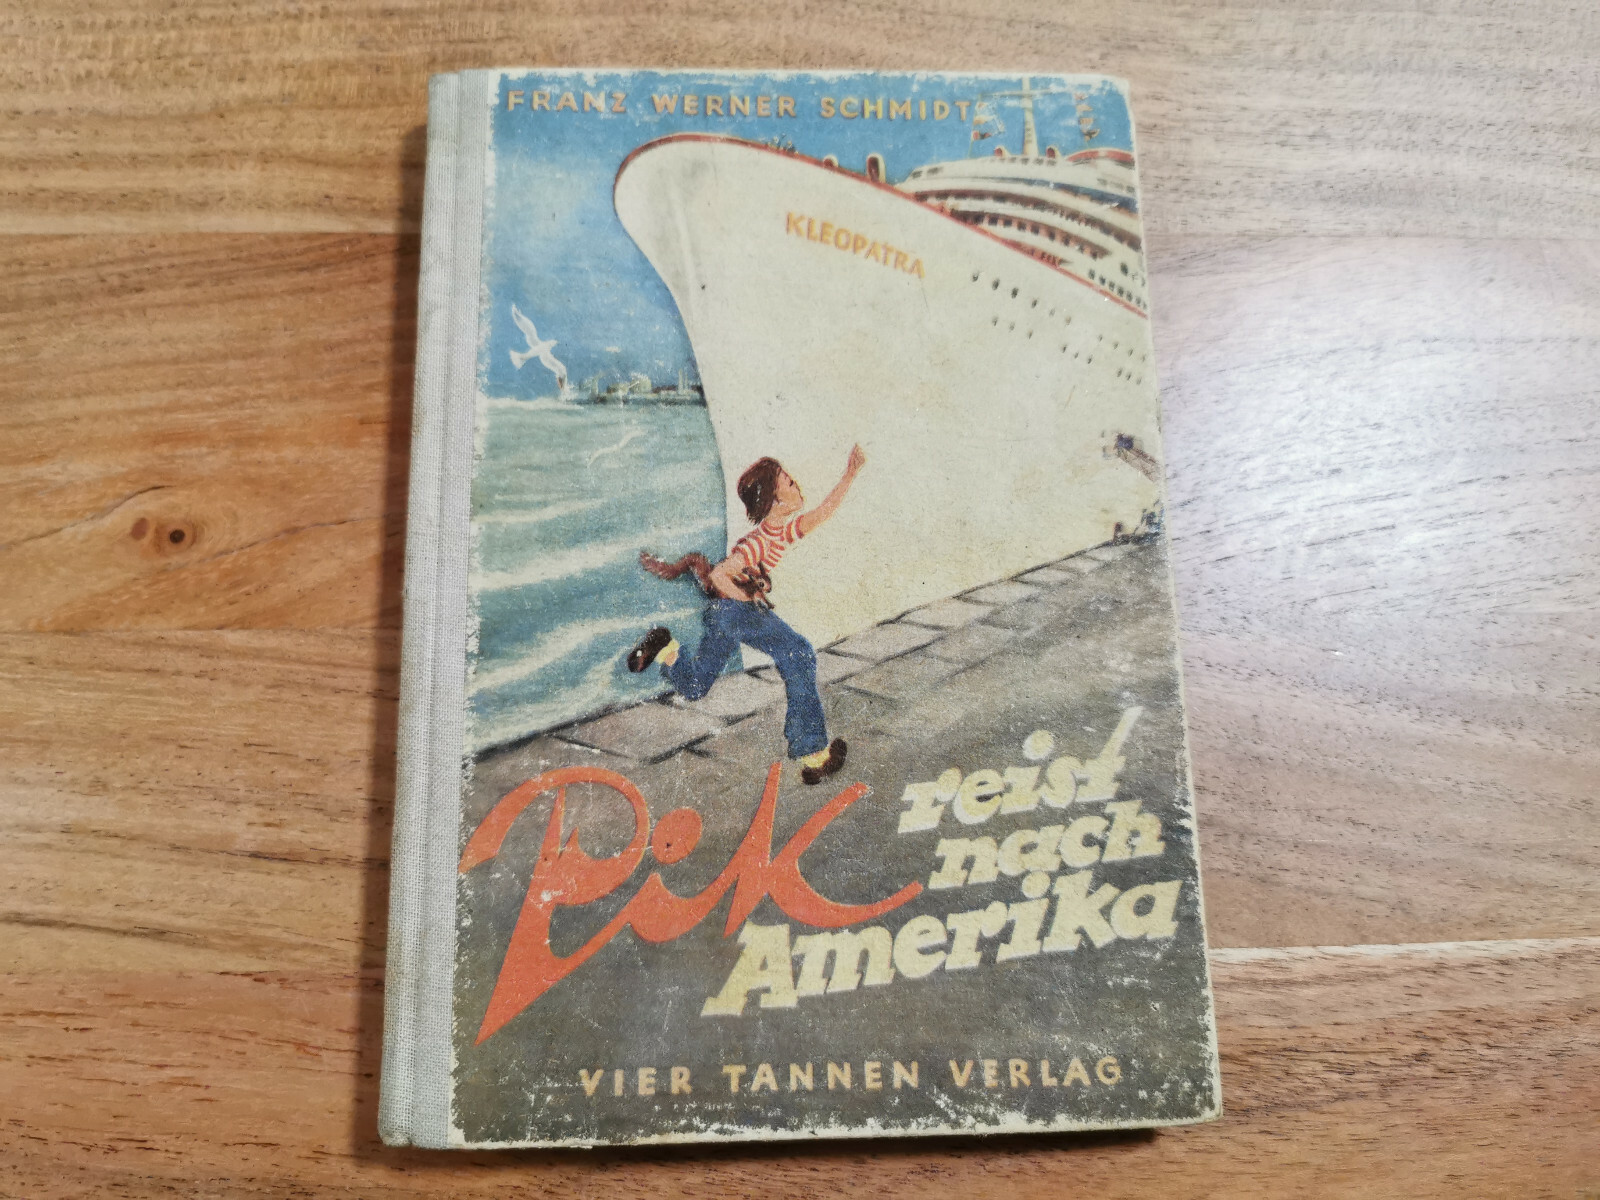 FRANZ WERNER SCHMIDT
KLEOPATRA
Pik
reist
nach
Amerika
VIER TANNEN VERLAG